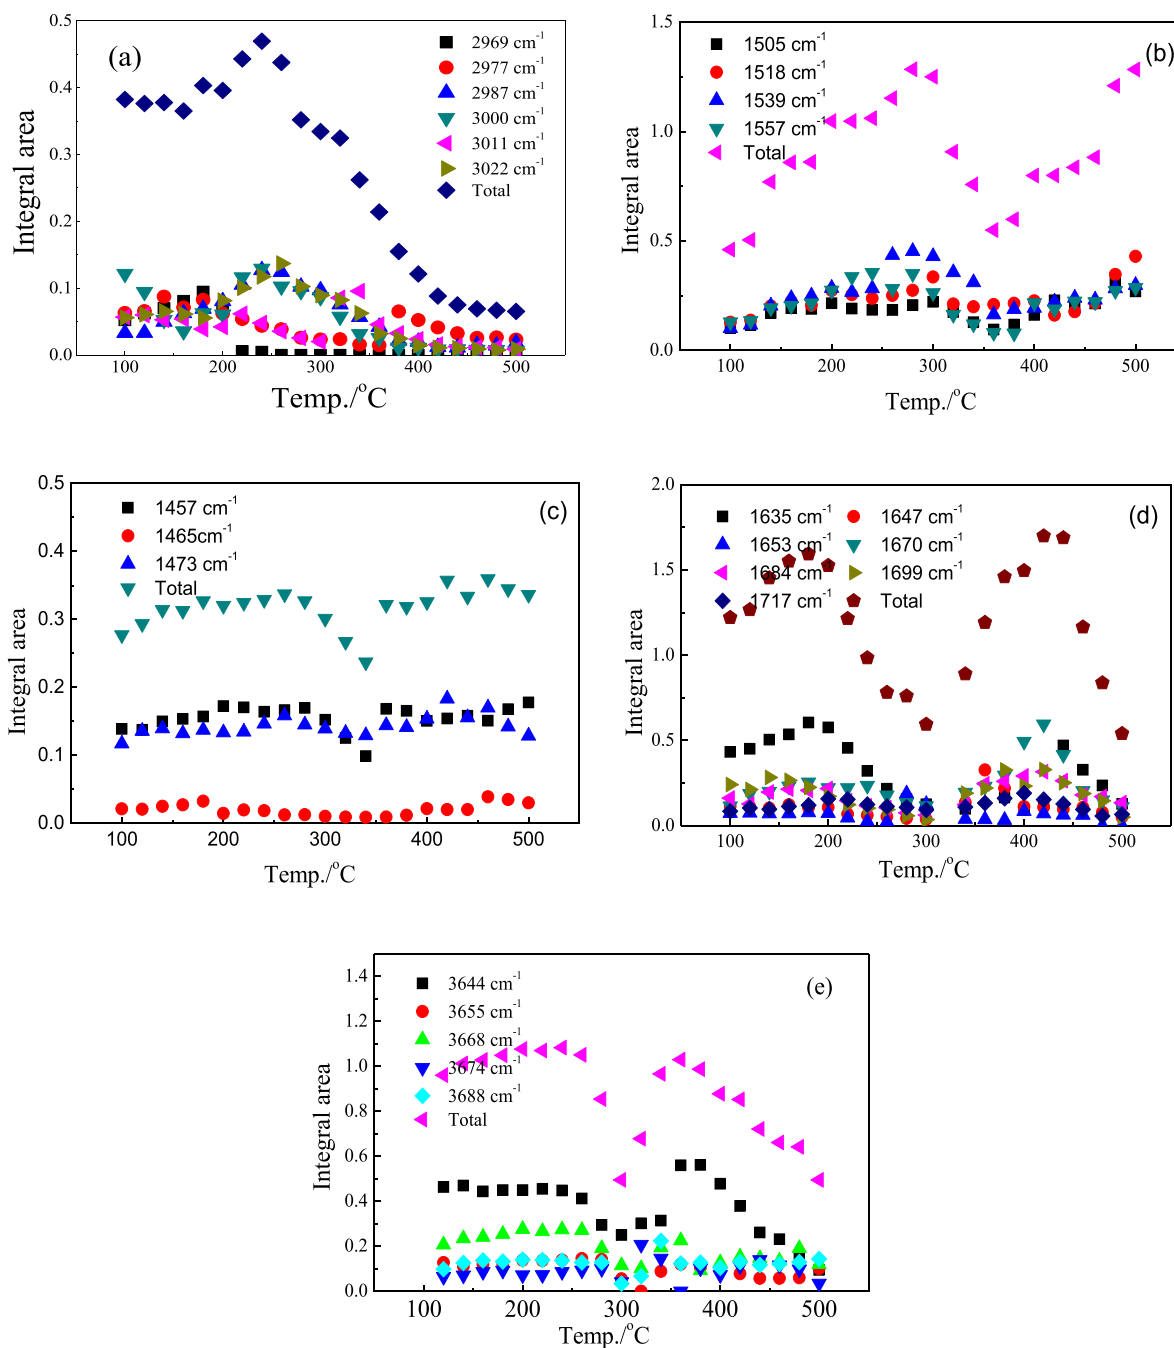 (a)
2969 cm-1
2977 cm-1
2987 cm-1
3000 cm-1
3011 cm-1
3022 cm-1
Total
0.5
0.4
0.3
0.2
0.1
0.0
100 200 300 400 500
Integral area
Temp./oC
(b)
1505 cm-1
1518 cm-1
1539 cm-1
1557 cm-1
Total
1.5
1.0
0.5
0.0
100 200 300 400 500
Integral area
Temp./oC
(c)
1457 cm-1
1465cm-1
1473 cm-1
Total
0.5
0.4
0.3
0.2
0.1
0.0
100 200 300 400 500
Integral area
Temp./oC
(d)
1635 cm-1 1647 cm-1
1653 cm-1 1670 cm-1
1684 cm-1 1699 cm-1
1717 cm-1 Total
2.0
1.5
1.0
0.5
0.0
100 200 300 400 500
Integral area
Temp./oC
(e)
3644 cm-1
3655 cm-1
3668 cm-1
3674 cm-1
3688 cm-1
Total
1.4
1.2
1.0
0.8
0.6
0.4
0.2
0.0
100 200 300 400 500
Integral area
Temp./oC